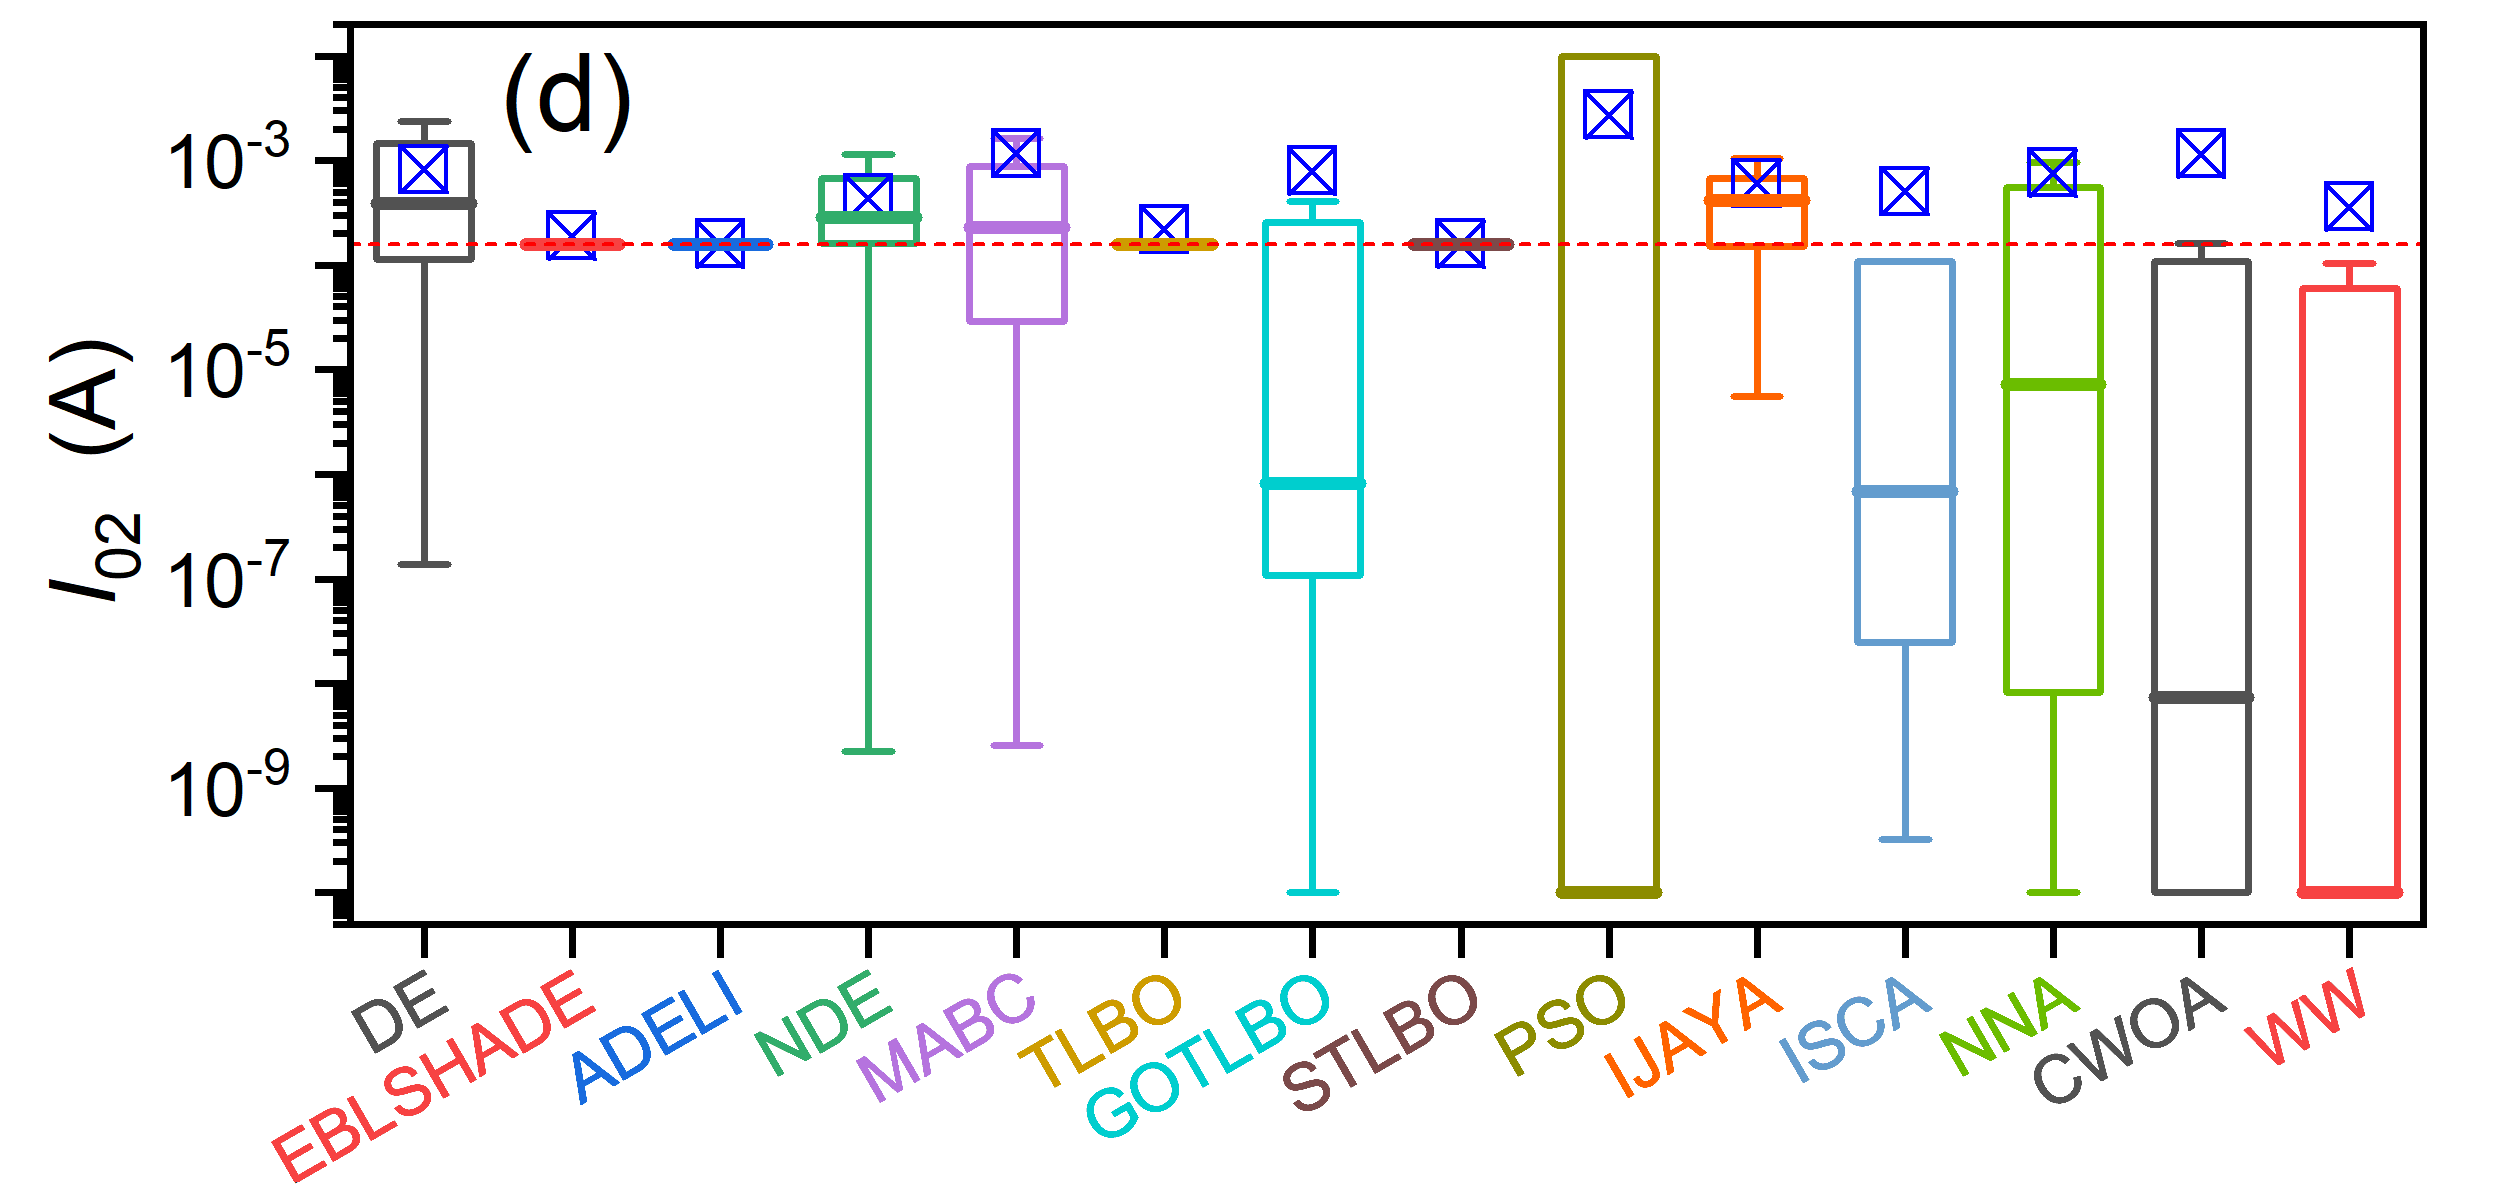 (d)
10-3
10-5
10-7
10-9
I02 (A)
DE
EBLSHADE
ADELI
NDE
MABC
TLBO
GOTLBO
STLBO
PSO
IJAYA
ISCA
NNA
CWOA
WW